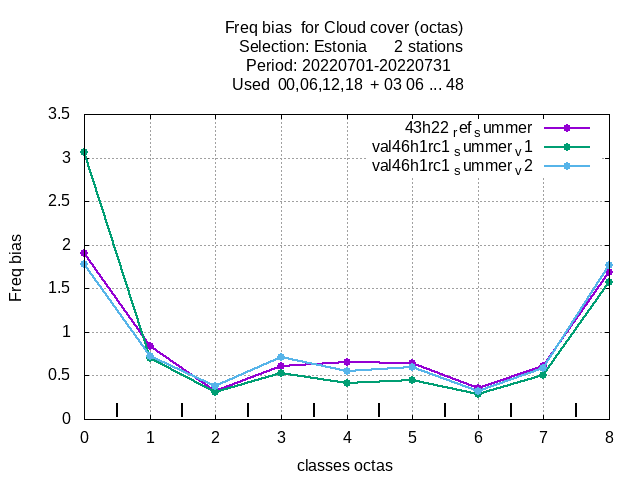 Freq bias  for Cloud cover (octas)
Selection: Estonia      2 stations
Period: 20220701-20220731
Used  00,06,12,18  + 03 06 ... 48
43h22 ref summer
val46h1rc1 summer v1
val46h1rc1 summer v2
3.5
3
2.5
2
1.5
1
0.5
0
Freq bias
0 1 2 3 4 5 6 7 8
classes octas